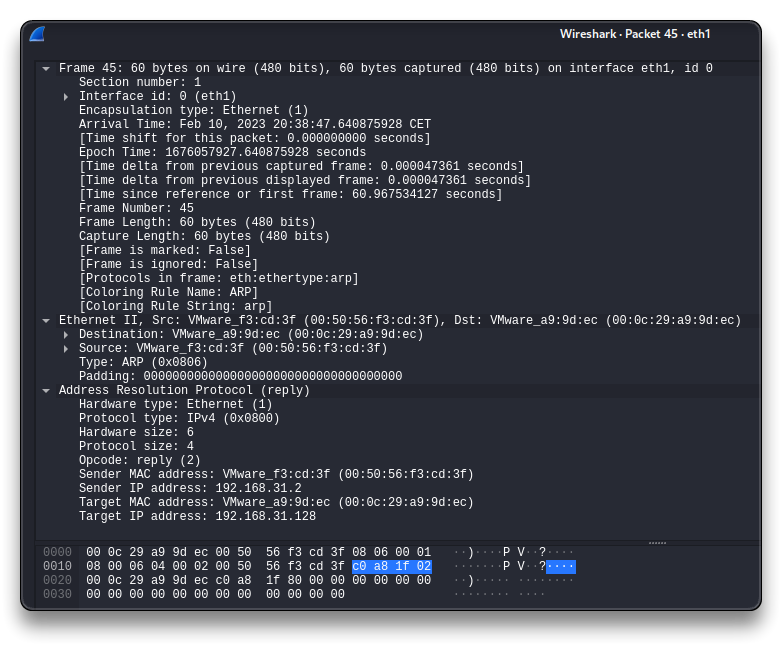 Wireshark · Packet 45 · eth1
Frame 45: 60 bytes on wire (480 bits), 60 bytes captured (480 bits) on interface eth1, id 0
Section number: 1
Interface id: 0 (eth1)
Encapsulation type: Ethernet (1)
Arrival Time: Feb 10, 2023 20:38:47.640875928 CET
[Time shift for this packet: 0.000000000 seconds]
Epoch Time: 1676057927.640875928 seconds
[Time delta from previous captured frame: 0.000047361 seconds]
[Time delta from previous displayed frame: 0.000047361 seconds]
[Time since reference or first frame: 60.967534127 seconds]
Frame Number: 45
Frame Length: 60 bytes (480 bits)
Capture Length: 60 bytes (480 bits)
[Frame is marked: False]
[Frame is ignored: False]
[Protocols in frame: eth:ethertype:arp]
[Coloring Rule Name: ARP]
[Coloring Rule String: arp]
Ethernet II, Src: VMware_f3:cd:3f (00:50:56:f3:cd:3f), Dst: VMware_a9:9d:ec (00:0c:29:a9:9d:ec)
Destination: VMware_a9:9d:ec (00:0c:29:a9:9d:ec)
Source: VMware_f3:cd:3f (00:50:56:f3:cd:3f)
Type: ARP (0x0806)
Padding: 000000000000000000000000000000000000
Address Resolution Protocol (reply)
Hardware type: Ethernet (1)
Protocol type: IPv4 (0x0800)
Hardware size: 6
Protocol size: 4
Opcode: reply (2)
Sender MAC address: VMware_f3:cd:3f (00:50:56:f3:cd:3f)
Sender IP address: 192.168.31.2
Target MAC address: VMware_a9:9d:ec (00:0c:29:a9:9d:ec)
Target IP address: 192.168.31.128
0000 00 0c 29 a9 9d ec 00 50 56 f3 cd 3f 08 06 00 01 ··)····P V··?····
0010 08 00 06 04 00 02 00 50 56 f3 cd 3f c0 a8 1f 02 ·······P V··?····
0020 00 0c 29 a9 9d ec c0 a8 1f 80 00 00 00 00 00 00 ··)····· ········
0030 00 00 00 00 00 00 00 00 00 00 00 00 ········ ····